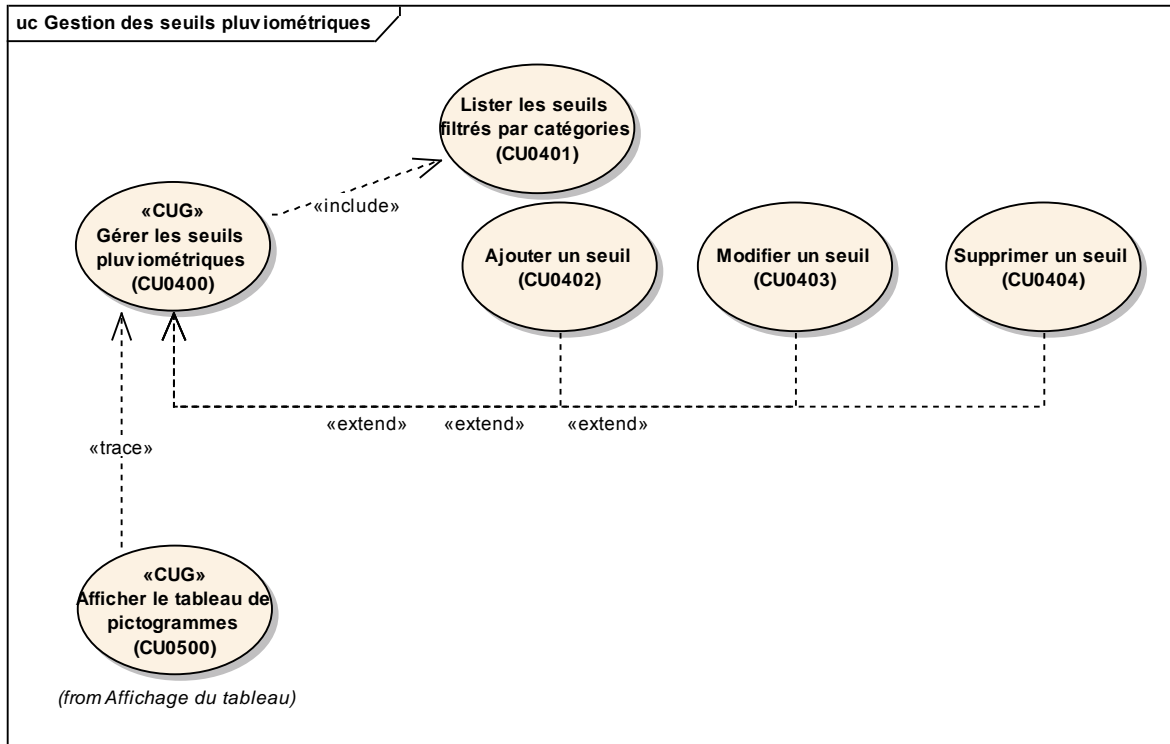 uc Gestion des seuils pluviométriques
Lister les seuils
filtrés par catégories
(CU0401)
«include»
«CUG»
Gérer les seuils
pluviométriques
(CU0400)
Ajouter un seuil
(CU0402)
Modifier un seuil
(CU0403)
Supprimer un seuil
(CU0404)
«extend» «extend» «extend»
«trace»
«CUG»
Afficher le tableau de
pictogrammes
(CU0500)
(from Affichage du tableau)